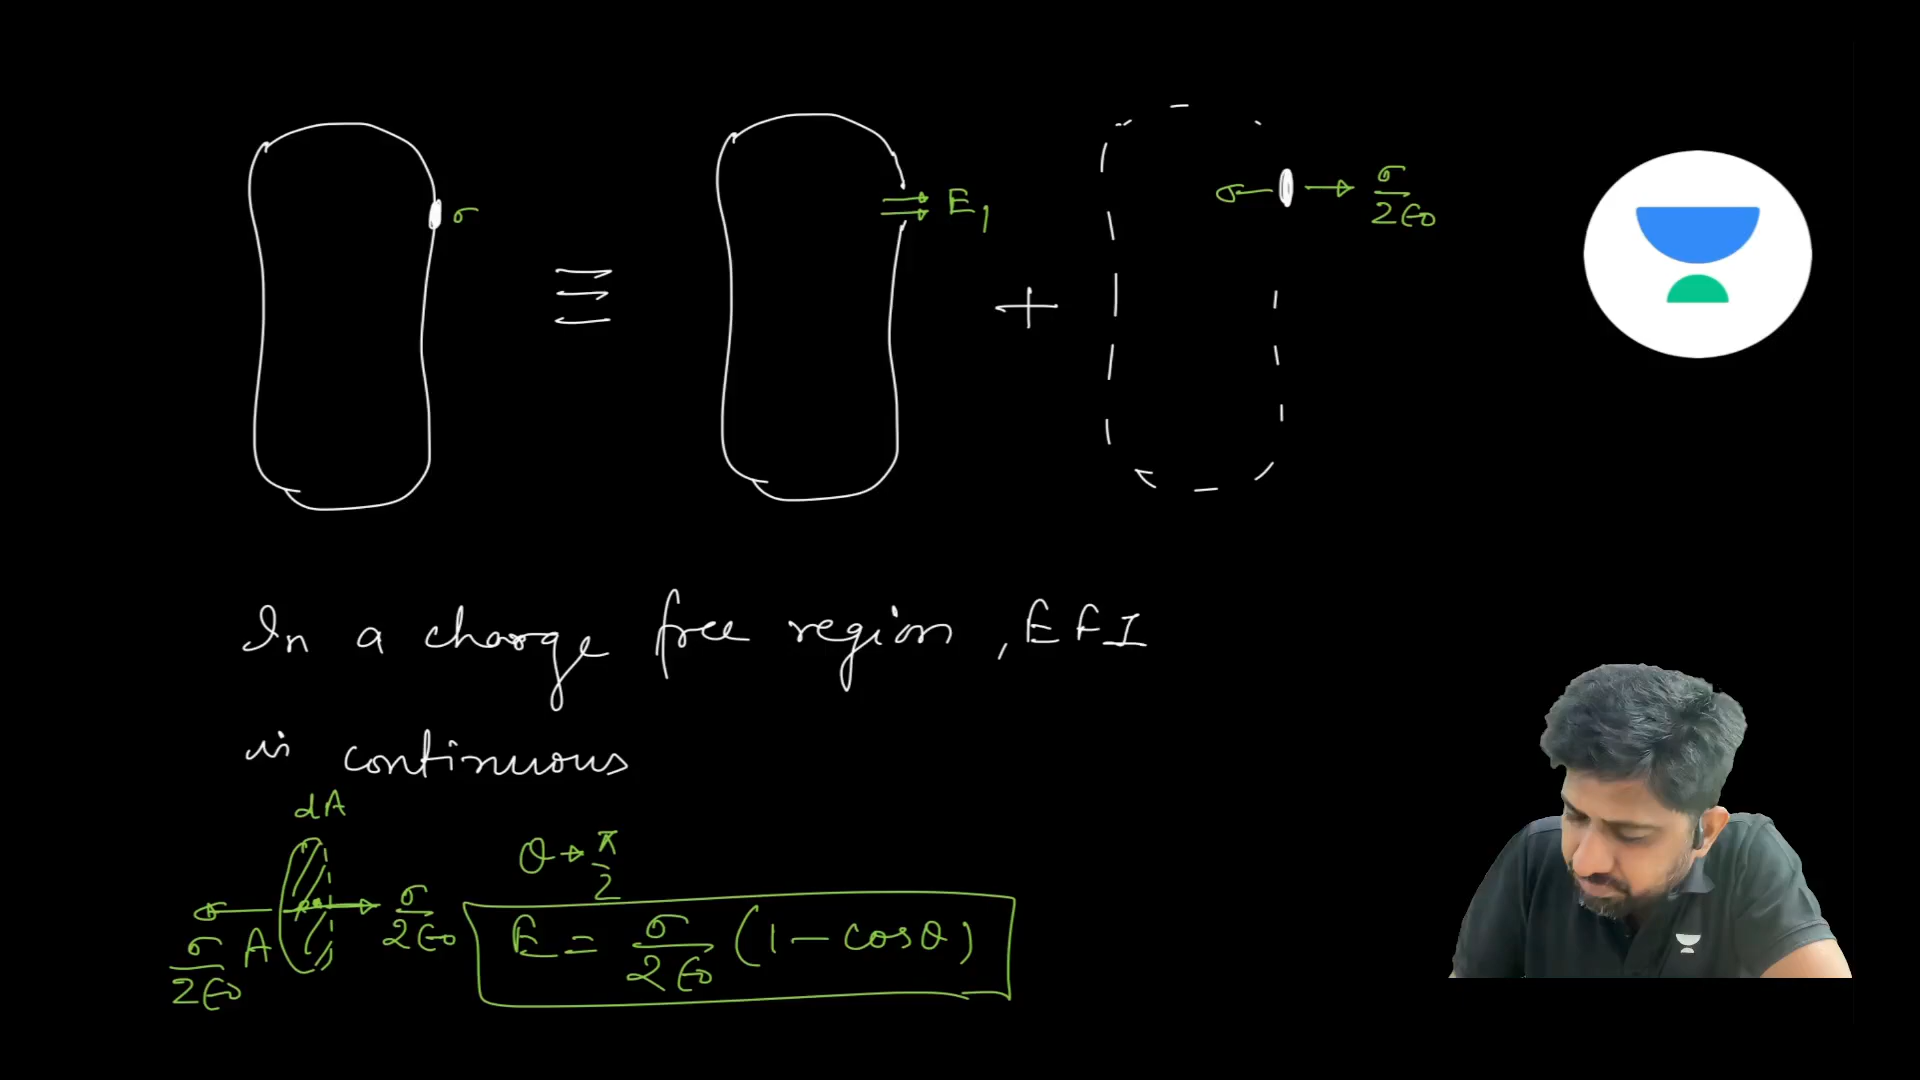 σ
E₁
σ/2ε₀
In a charge free region, EFI
is continuous
dA
θ → π/2
σ/2ε₀
A
σ/2ε₀
E = σ/2ε₀ (1 - cosθ)